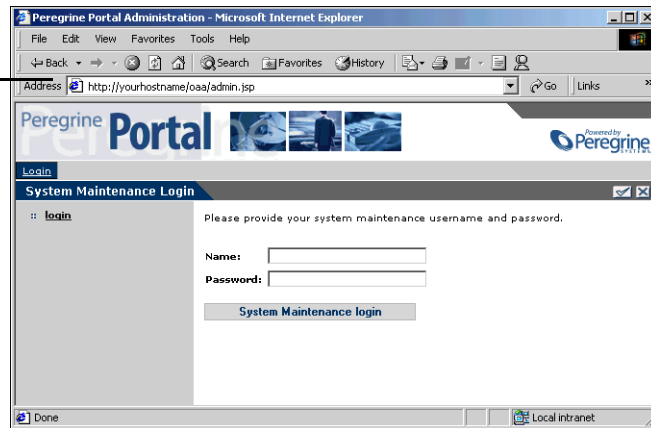 Peregrine Portal Administration - Microsoft Internet Explorer
File Edit View Favorites Tools Help
Back Search Favorites History
Address http://yourhostname/oaa/admin.jsp Go Links »
Peregrine Portal
Powered by
Peregrine
SYSTEMS
Login
System Maintenance Login
:: login
Please provide your system maintenance username and password.
Name:
Password:
System Maintenance login
Done Local intranet